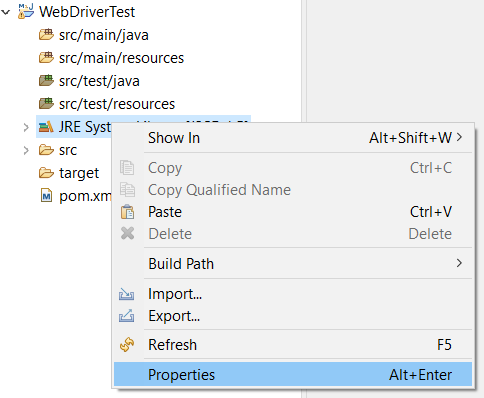 WebDriverTest
src/main/java
src/main/resources
src/test/java
src/test/resources
JRE Syst
src
target
pom.xm
Show In Alt+Shift+W
Copy Ctrl+C
Copy Qualified Name
Paste Ctrl+V
Delete Delete
Build Path
Import...
Export...
Refresh F5
Properties Alt+Enter